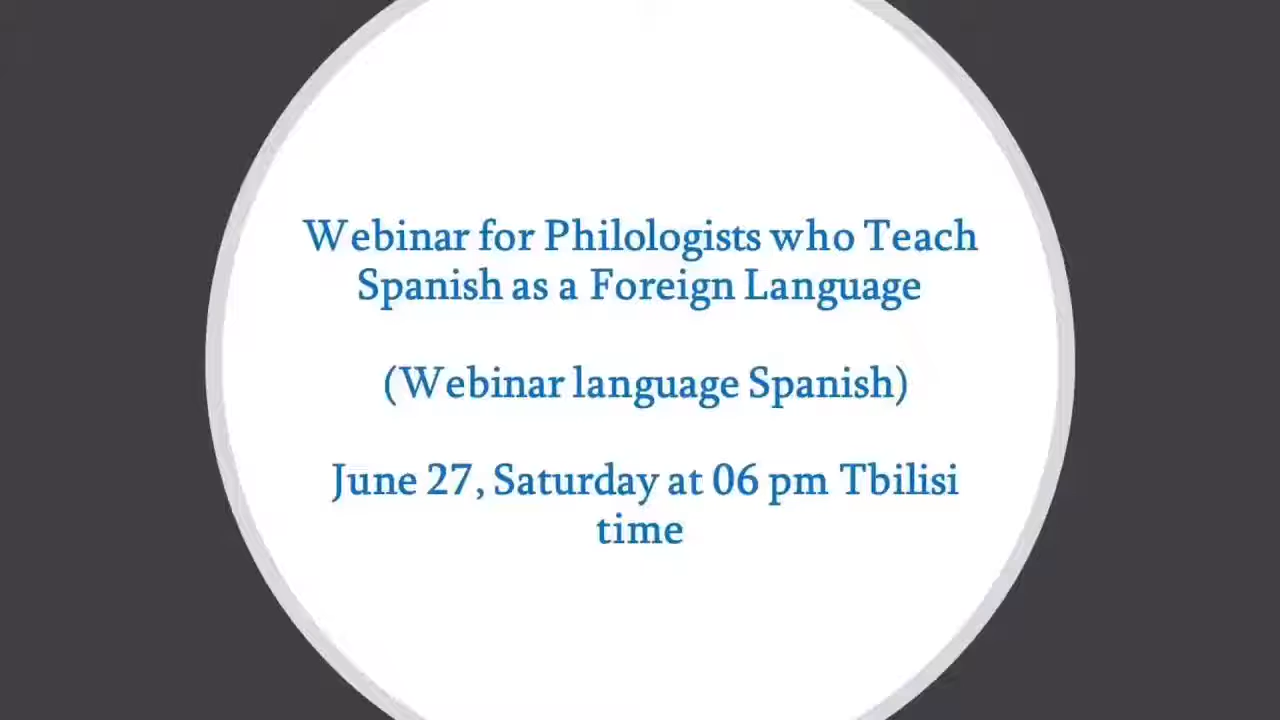 Webinar for Philologists who Teach
Spanish as a Foreign Language
(Webinar language Spanish)
June 27, Saturday at 06 pm Tbilisi
time